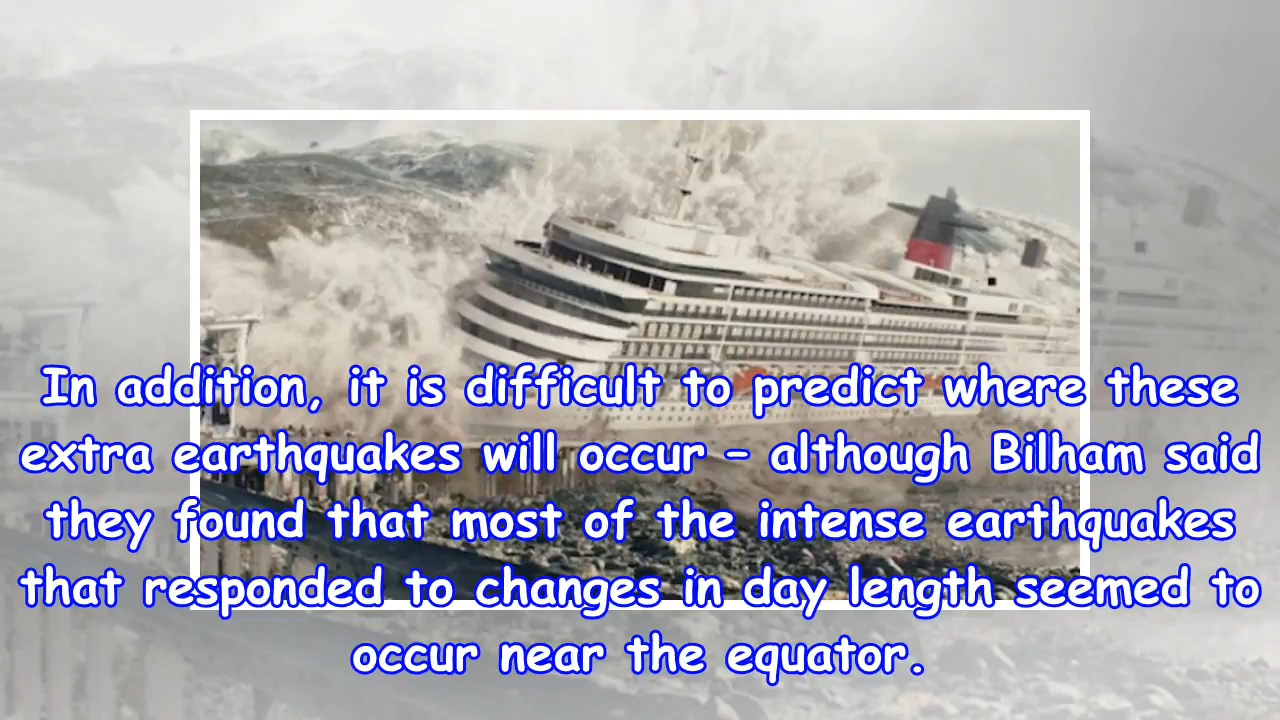 In addition, it is difficult to predict where these
extra earthquakes will occur – although Bilham said
they found that most of the intense earthquakes
that responded to changes in day length seemed to
occur near the equator.